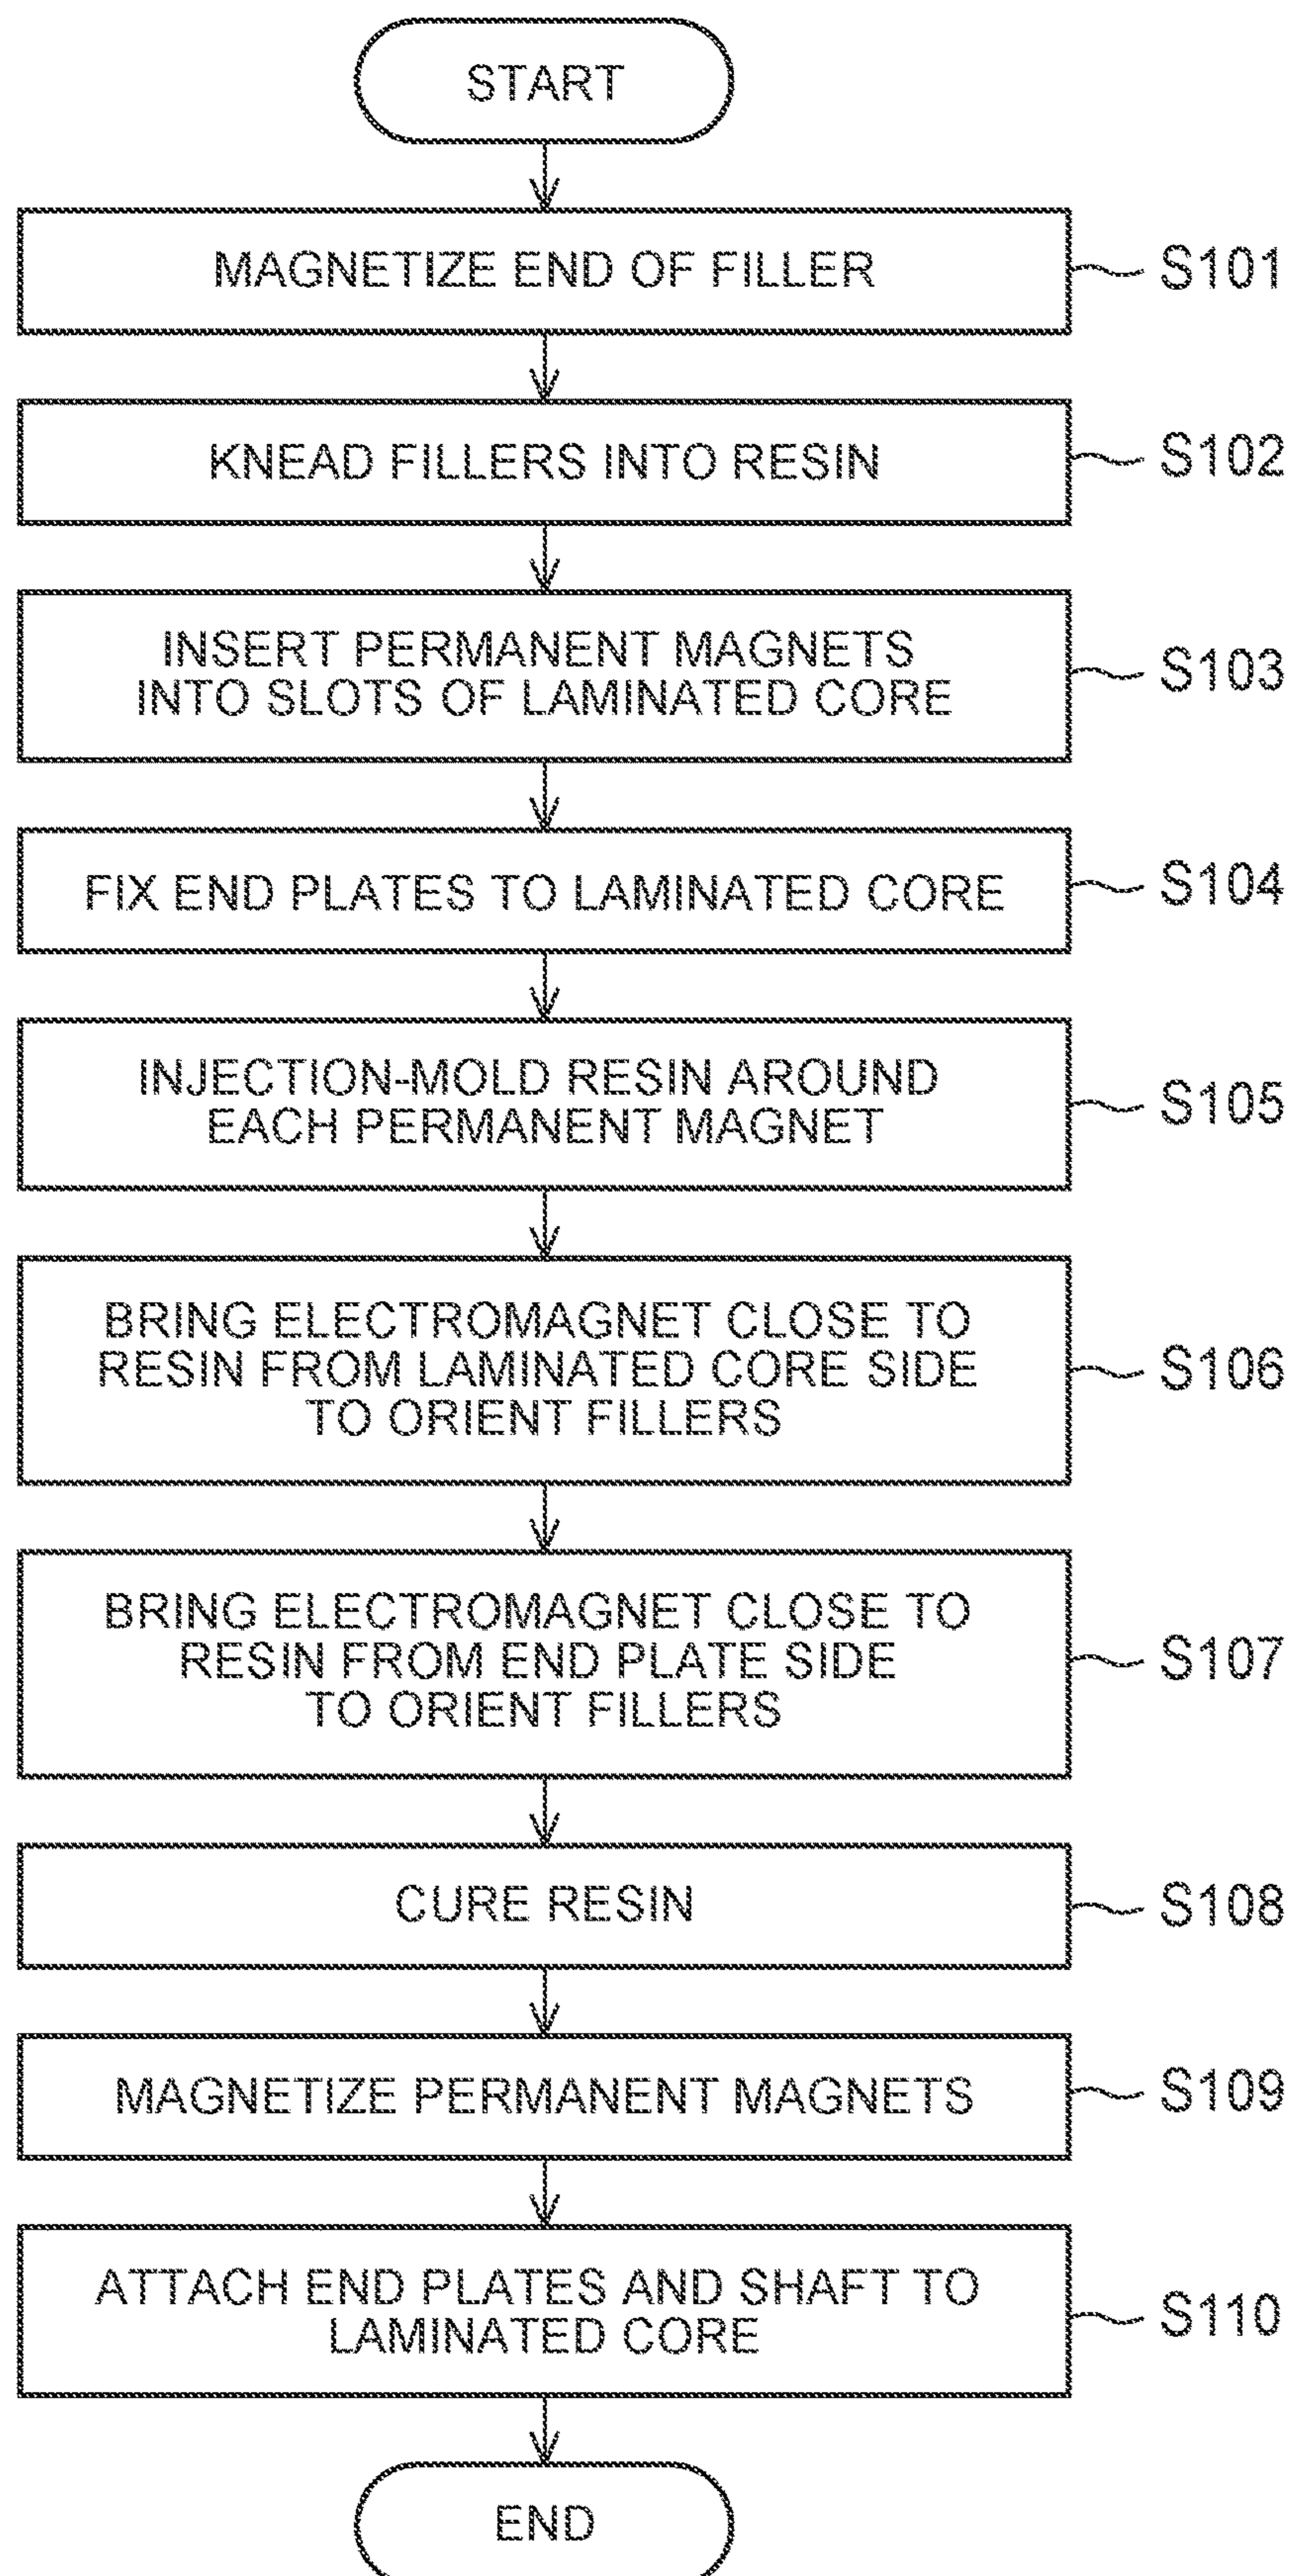 START
MAGNETIZE END OF FILLER
S101
KNEAD FILLERS INTO RESIN
S102
INSERT PERMANENT MAGNETS
INTO SLOTS OF LAMINATED CORE
S103
FIX END PLATES TO LAMINATED CORE
S104
INJECTION-MOLD RESIN AROUND
EACH PERMANENT MAGNET
S105
BRING ELECTROMAGNET CLOSE TO
RESIN FROM LAMINATED CORE SIDE
TO ORIENT FILLERS
S106
BRING ELECTROMAGNET CLOSE TO
RESIN FROM END PLATE SIDE
TO ORIENT FILLERS
S107
CURE RESIN
S108
MAGNETIZE PERMANENT MAGNETS
S109
ATTACH END PLATES AND SHAFT TO
LAMINATED CORE
S110
END